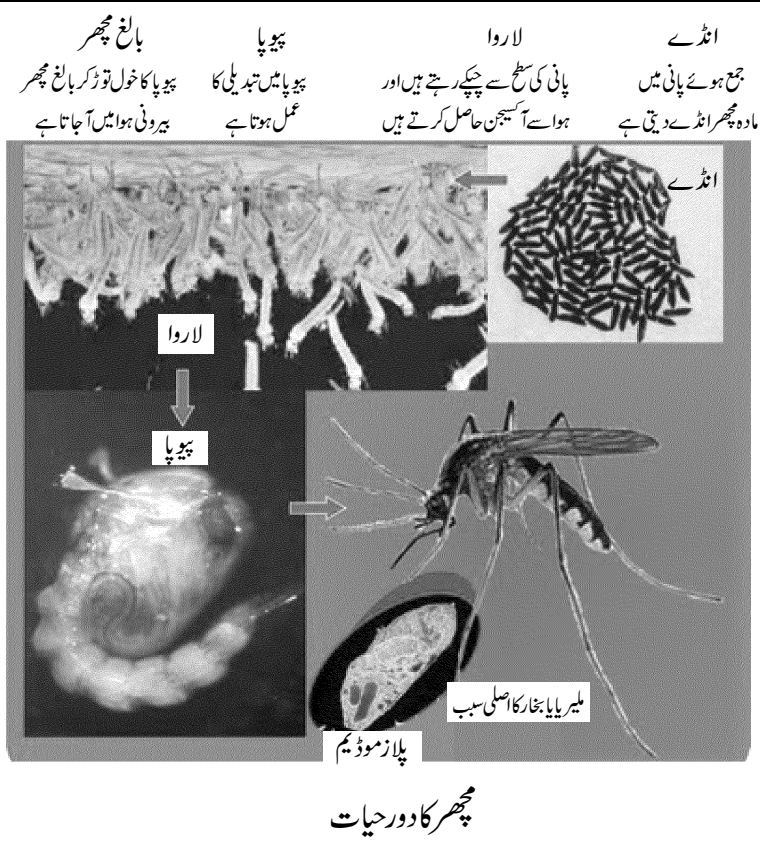 انڈے
جمع ہوئے پانی میں
مادہ مچھر انڈے دیتی ہے
لاروا
پانی کی سطح سے چپکے رہتے ہیں اور
ہوا سے آکسیجن حاصل کرتے ہیں
پیوپا
پیوپا میں تبدیلی کا
عمل ہوتا ہے
بالغ مچھر
پیوپا کا خول توڑ کر بالغ مچھر
بیرونی ہوا میں آجاتا ہے
انڈے
لاروا
پیوپا
ملیریا یا بخار کا اصلی سبب
پلازموڈیم
مچھر کا دور حیات